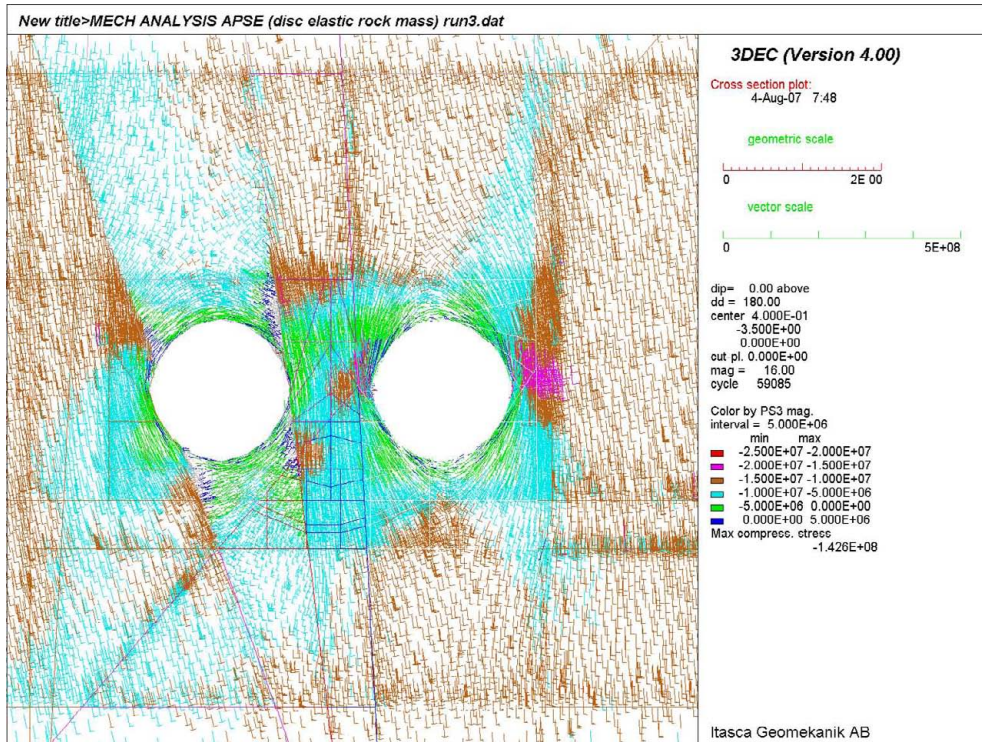 New title>MECH ANALYSIS APSE (disc elastic rock mass) run3.dat
3DEC (Version 4.00)
Cross section plot:
4-Aug-07 7:48
geometric scale
0 2E 00
vector scale
0 5E+08
dip= 0.00 above
dd = 180.00
center 4.000E-01
-3.500E+00
0.000E+00
cut pl. 0.000E+00
mag = 16.00
cycle 59085
Color by PS3 mag.
interval = 5.000E+06
min max
-2.500E+07 -2.000E+07
-2.000E+07 -1.500E+07
-1.500E+07 -1.000E+07
-1.000E+07 -5.000E+06
-5.000E+06 0.000E+00
0.000E+00 5.000E+06
Max compress. stress
-1.426E+08
Itasca Geomekanik AB